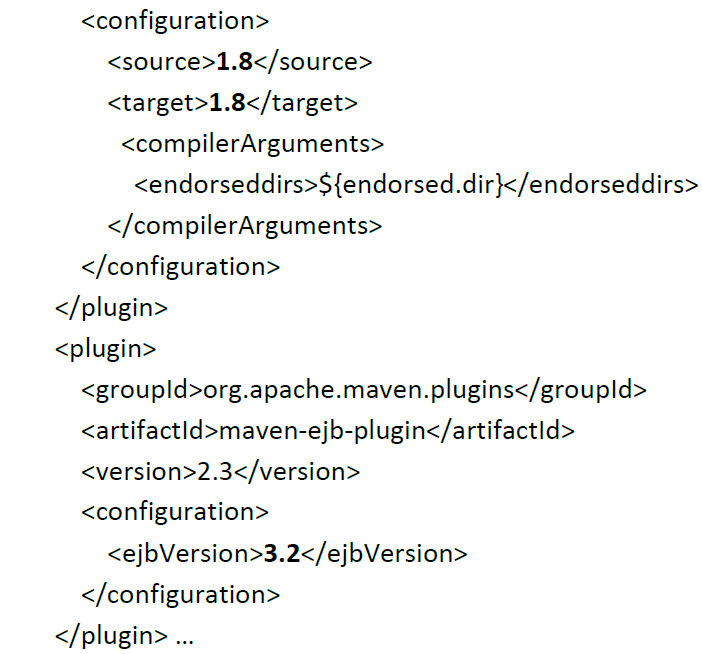 <configuration>
<source>1.8</source>
<target>1.8</target>
<compilerArguments>
<endorseddirs>${endorsed.dir}</endorseddirs>
</compilerArguments>
</configuration>
</plugin>
<plugin>
<groupId>org.apache.maven.plugins</groupId>
<artifactId>maven-ejb-plugin</artifactId>
<version>2.3</version>
<configuration>
<ejbVersion>3.2</ejbVersion>
</configuration>
</plugin> ...